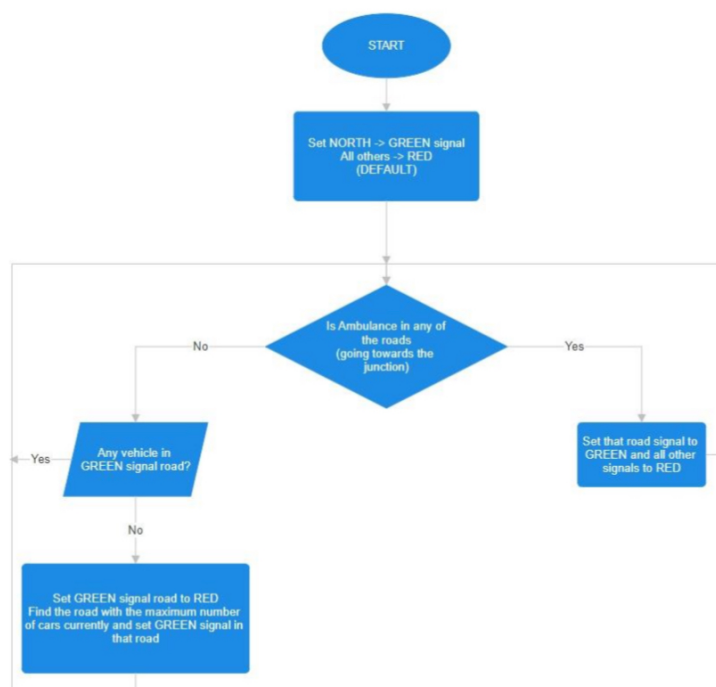 START
Set NORTH -> GREEN signal
All others -> RED
(DEFAULT)
Is Ambulance in any of
the roads
(going towards the
junction)
No
Yes
Any vehicle in
GREEN signal road?
Yes
Set that road signal to
GREEN and all other
signals to RED
No
Set GREEN signal road to RED
Find the road with the maximum number
of cars currently and set GREEN signal in
that road